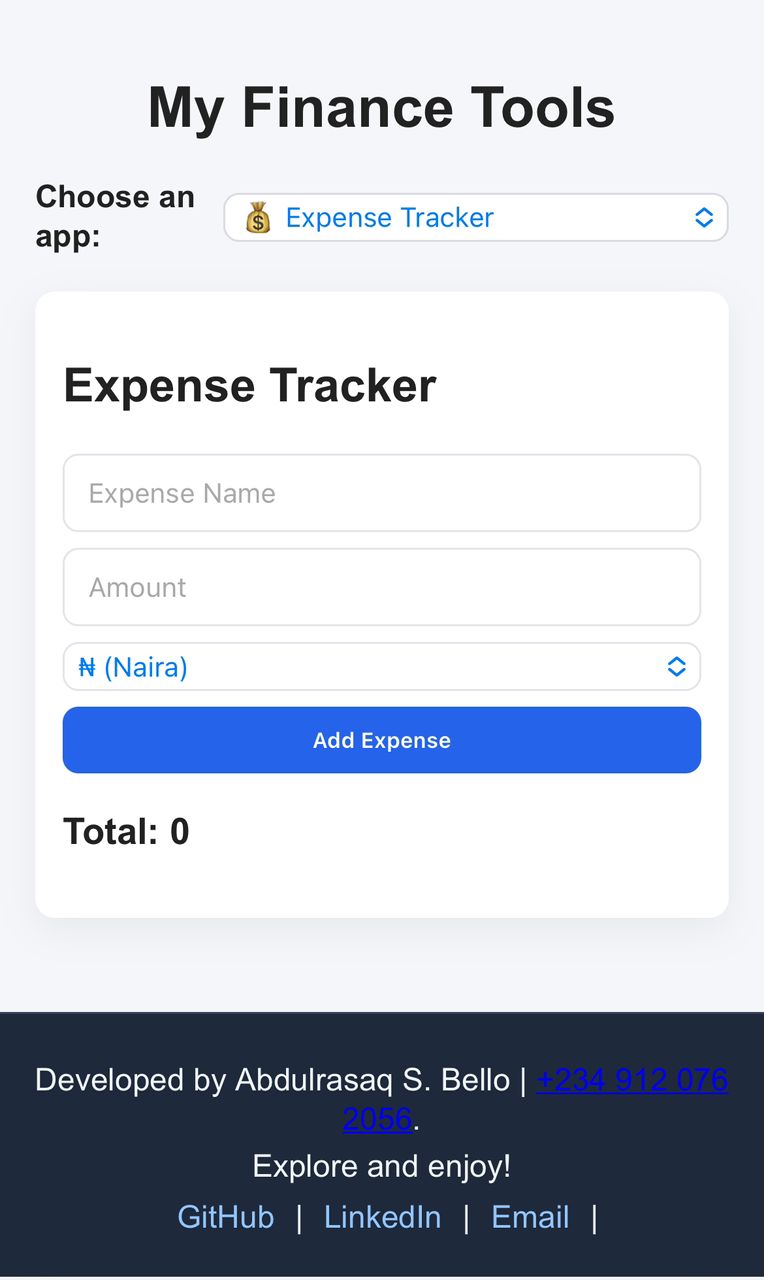 My Finance Tools
Choose an
app:
💰 Expense Tracker
Expense Tracker
Expense Name
Amount
₦ (Naira)
Add Expense
Total: 0
Developed by Abdulrasaq S. Bello | +234 912 076
2056.
Explore and enjoy!
GitHub | LinkedIn | Email |